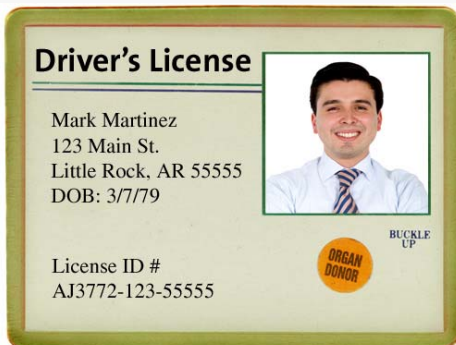 Driver's License
Mark Martinez
123 Main St.
Little Rock, AR 55555
DOB: 3/7/79
License ID #
AJ3772-123-55555
ORGAN
DONOR
BUCKLE
UP